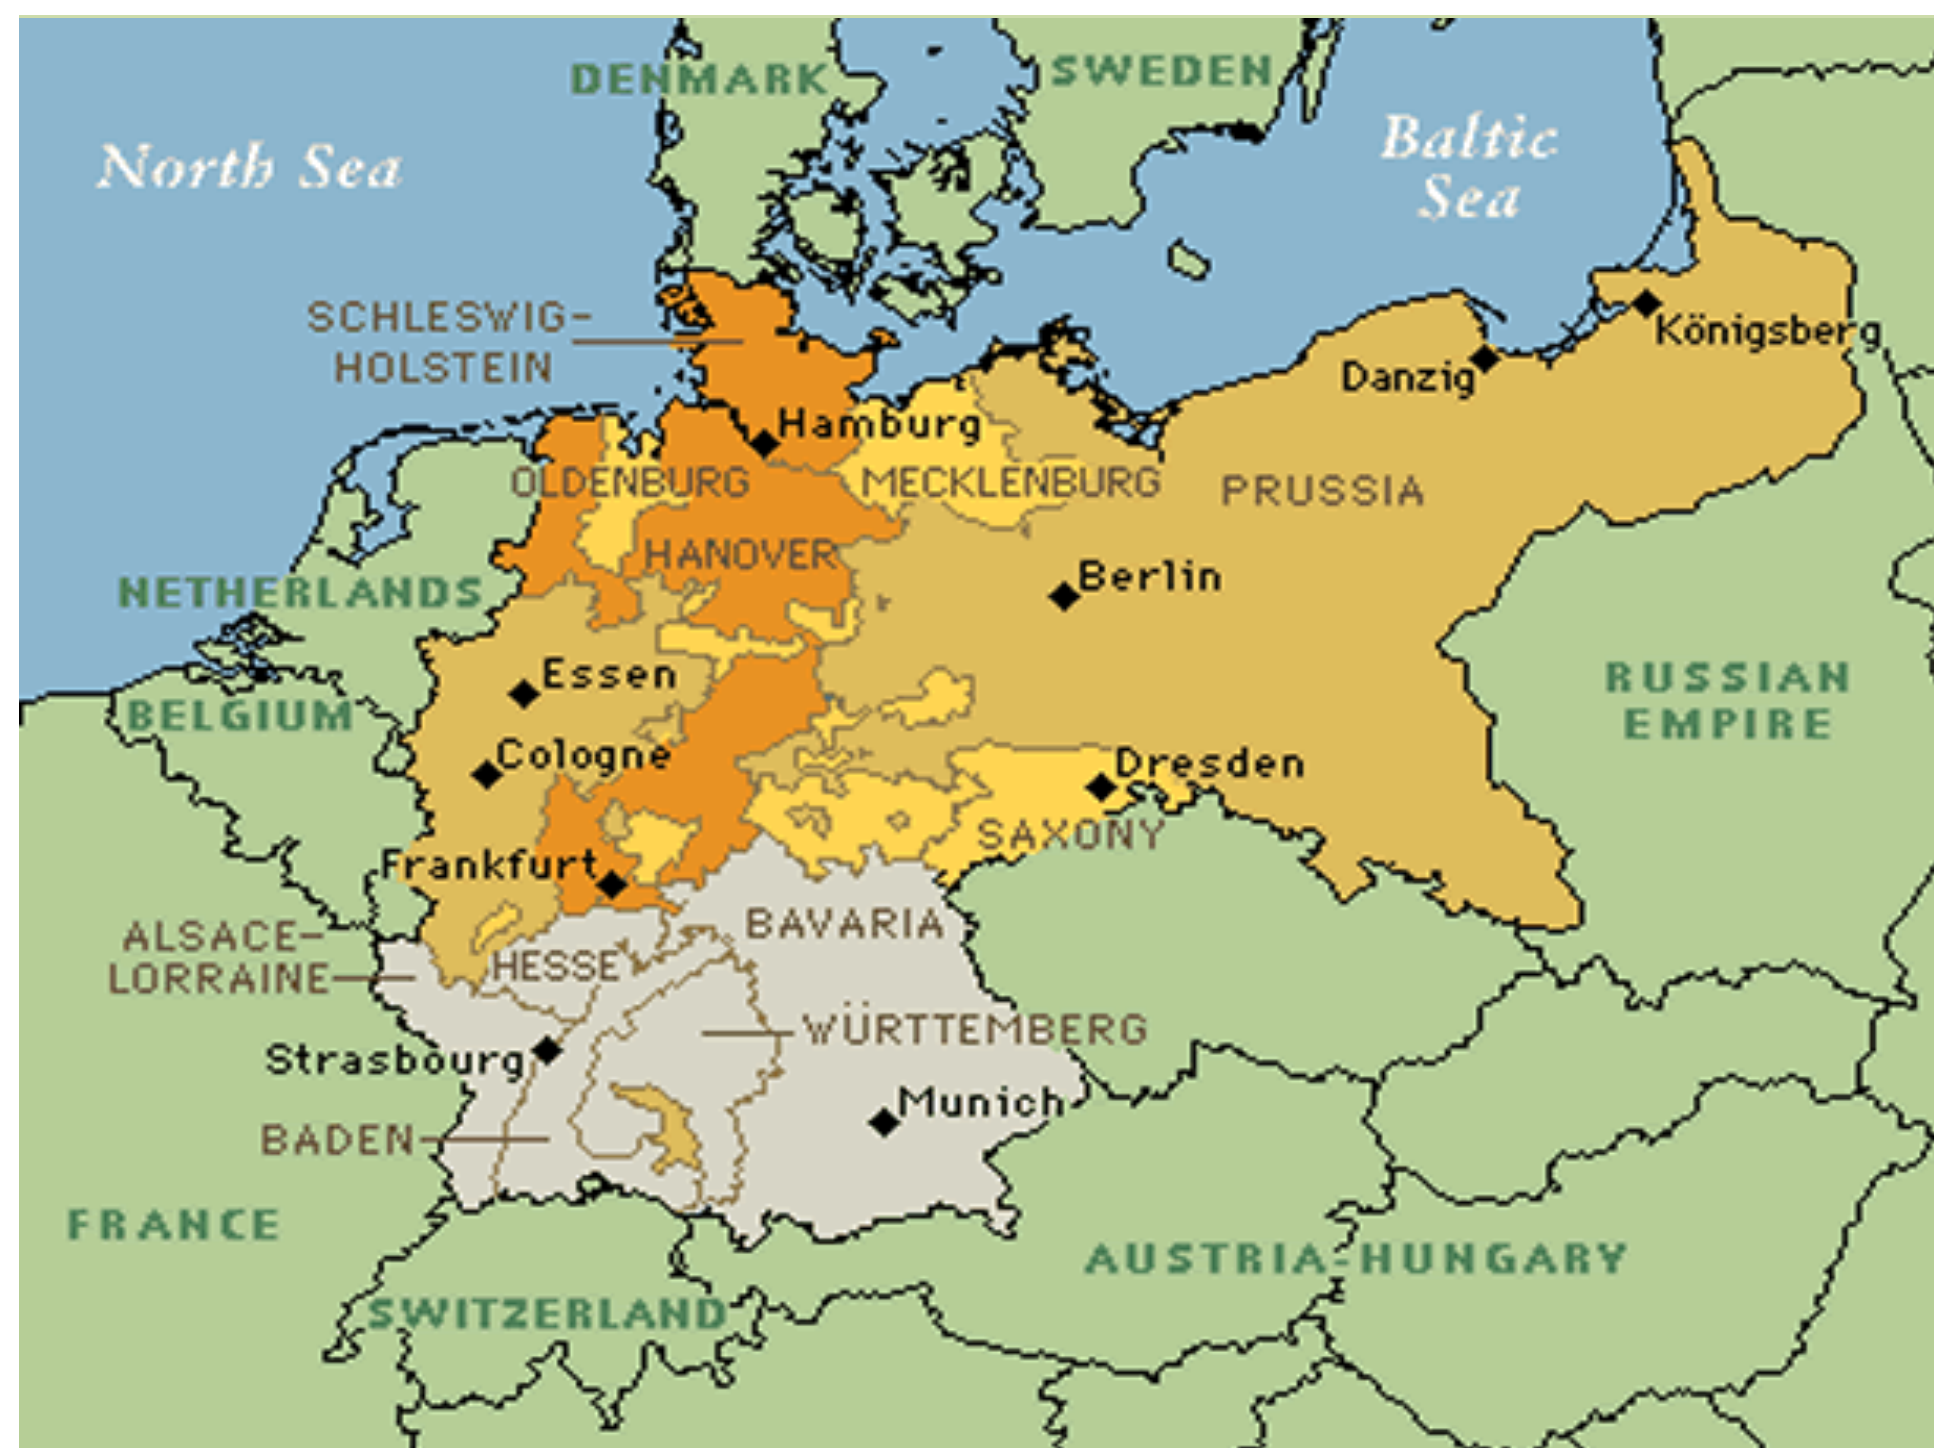 DENMARK
SWEDEN
North Sea
Baltic
Sea
SCHLESWIG-
HOLSTEIN
Königsberg
Danzig
Hamburg
OLDENBURG
MECKLENBURG
PRUSSIA
HANOVER
NETHERLANDS
Berlin
Essen
RUSSIAN
EMPIRE
BELGIUM
Cologne
Dresden
SAXONY
Frankfurt
ALSACE-
LORRAINE
BAVARIA
HESSE
WÜRTTEMBERG
Strasbourg
Munich
BADEN
FRANCE
AUSTRIA-HUNGARY
SWITZERLAND